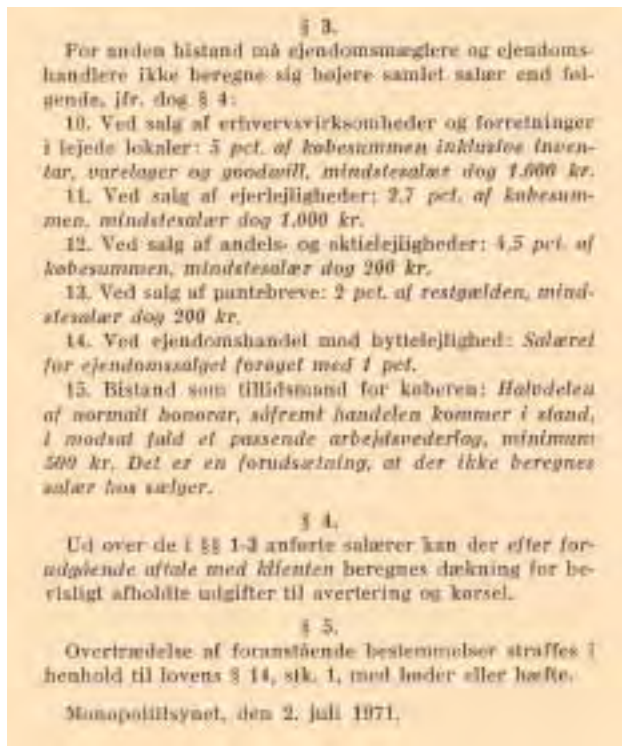 § 3.
For anden bistand må ejendomsmæglere og ejendoms-
handlere ikke beregne sig højere samlet salær end føl-
gende, jfr. dog § 4:
10. Ved salg af erhvervsvirksomheder og forretninger
i lejede lokaler: 5 pct. af købesummen inklusive inven-
tar, varelager og goodwill, mindstesalær dog 1.000 kr.
11. Ved salg af ejerlejligheder: 2,7 pct. af købesum-
men, mindstesalær dog 1.000 kr.
12. Ved salg af andels- og aktielejligheder: 4,5 pct. af
købesummen, mindstesalær dog 200 kr.
13. Ved salg af pantebreve: 2 pct. af restgælden, mind-
stesalær dog 200 kr.
14. Ved ejendomshandel mod byttelejlighed: Salæret
for ejendomssalget forøget med 1 pct.
15. Bistand som tillidsmand for køberen: Halvdelen
af normalt honorar, såfremt handelen kommer i stand,
i modsat fald et passende arbejdsvederlag, minimum
500 kr. Det er en forudsætning, at der ikke beregnes
salær hos sælger.
§ 4.
Ud over de i §§ 1-3 anførte salærer kan der efter for-
udgående aftale med klienten beregnes dækning for be-
visligt afholdte udgifter til avertering og kørsel.
§ 5.
Overtrædelse af foranstående bestemmelser straffes i
henhold til lovens § 14, stk. 1, med bøder eller hæfte.
Monopoltilsynet, den 2. juli 1971.